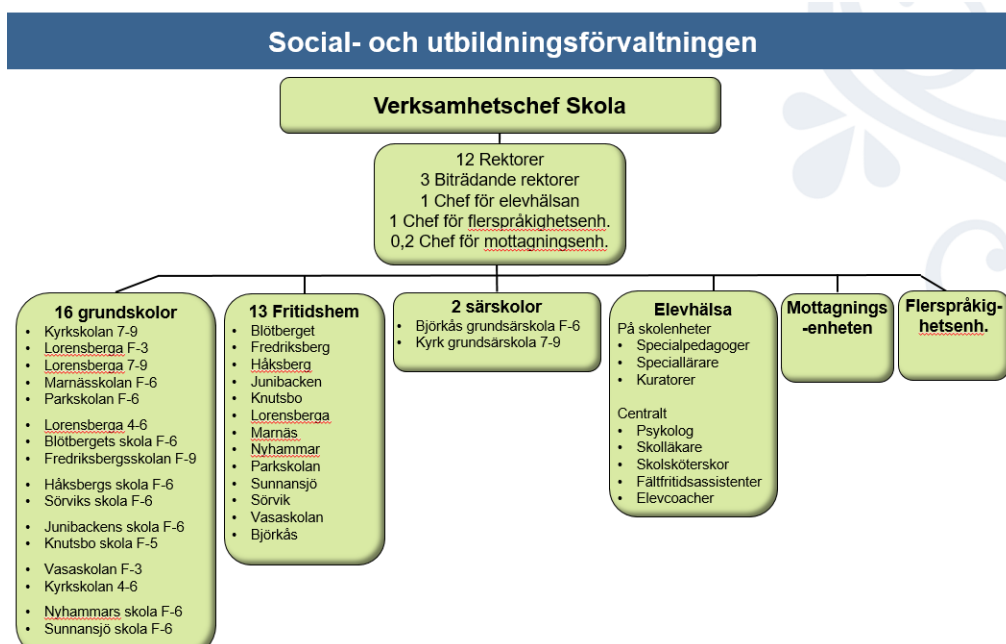 Social- och utbildningsförvaltningen
Verksamhetschef Skola
12 Rektorer
3 Biträdande rektorer
1 Chef för elevhälsan
1 Chef för flerspråkighetsenh.
0,2 Chef för mottagningsenh.
16 grundskolor
• Kyrkskolan 7-9
• Lorensberga F-3
• Lorensberga 7-9
• Marnässkolan F-6
• Parkskolan F-6
• Lorensberga 4-6
• Blötbergets skola F-6
• Fredriksbergsskolan F-9
• Håksbergs skola F-6
• Sörviks skola F-6
• Junibackens skola F-6
• Knutsbo skola F-5
• Vasaskolan F-3
• Kyrkskolan 4-6
• Nyhammars skola F-6
• Sunnansjö skola F-6
13 Fritidshem
• Blötberget
• Fredriksberg
• Håksberg
• Junibacken
• Knutsbo
• Lorensberga
• Marnäs
• Nyhammar
• Parkskolan
• Sunnansjö
• Sörvik
• Vasaskolan
• Björkås
2 särskolor
• Björkås grundsärskola F-6
• Kyrk grundsärskola 7-9
Elevhälsa
På skolenheter
• Specialpedagoger
• Speciallärare
• Kuratorer
Centralt
• Psykolog
• Skolläkare
• Skolsköterskor
• Fältfritidsassistenter
• Elevcoacher
Mottagnings
-enheten
Flerspråkig-
hetsenh.